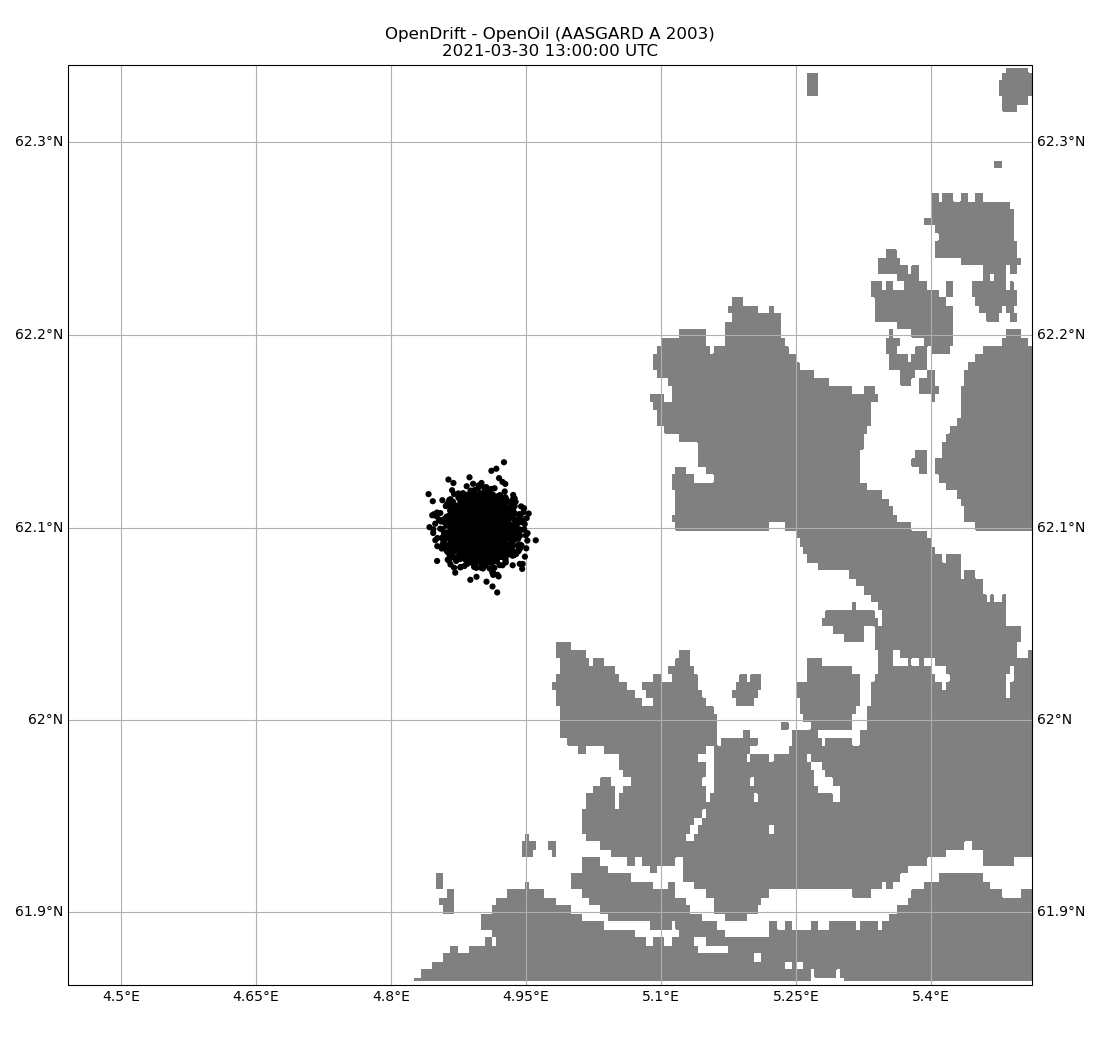 OpenDrift - OpenOil (AASGARD A 2003)
2021-03-30 13:00:00 UTC
62.3°N 62.3°N
62.2°N 62.2°N
62.1°N 62.1°N
62°N 62°N
61.9°N 61.9°N
4.5°E 4.65°E 4.8°E 4.95°E 5.1°E 5.25°E 5.4°E